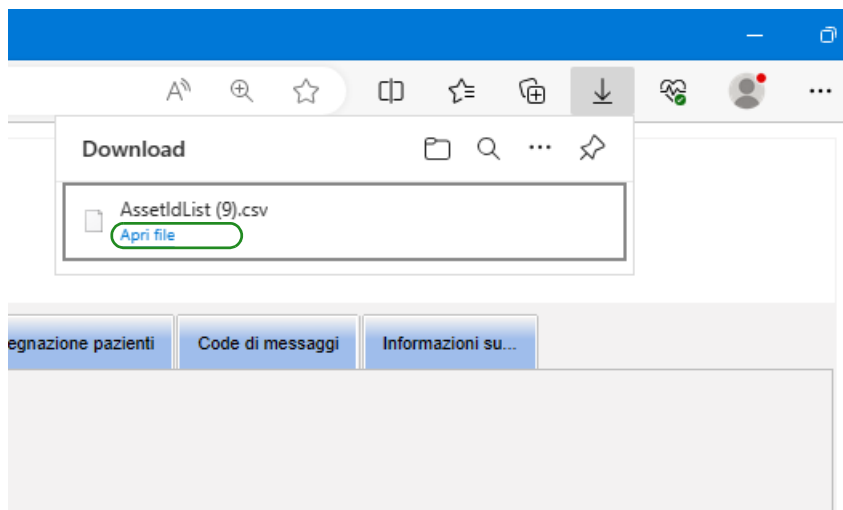 Download
AssetIdList (9).csv
Apri file
egnazione pazienti
Code di messaggi
Informazioni su...